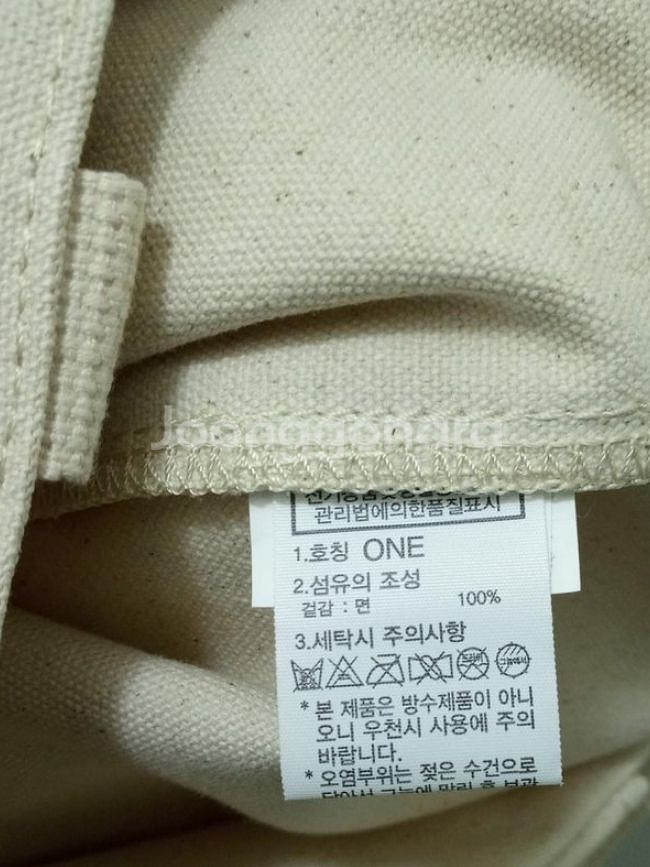 Joonggonara
관리법에의한품질표시
1.호칭 ONE
2.섬유의 조성
겉감 : 면 100%
3.세탁시 주의사항
* 본 제품은 방수제품이 아니
오니 우천시 사용에 주의
바랍니다.
* 오염부위는 젖은 수건으로